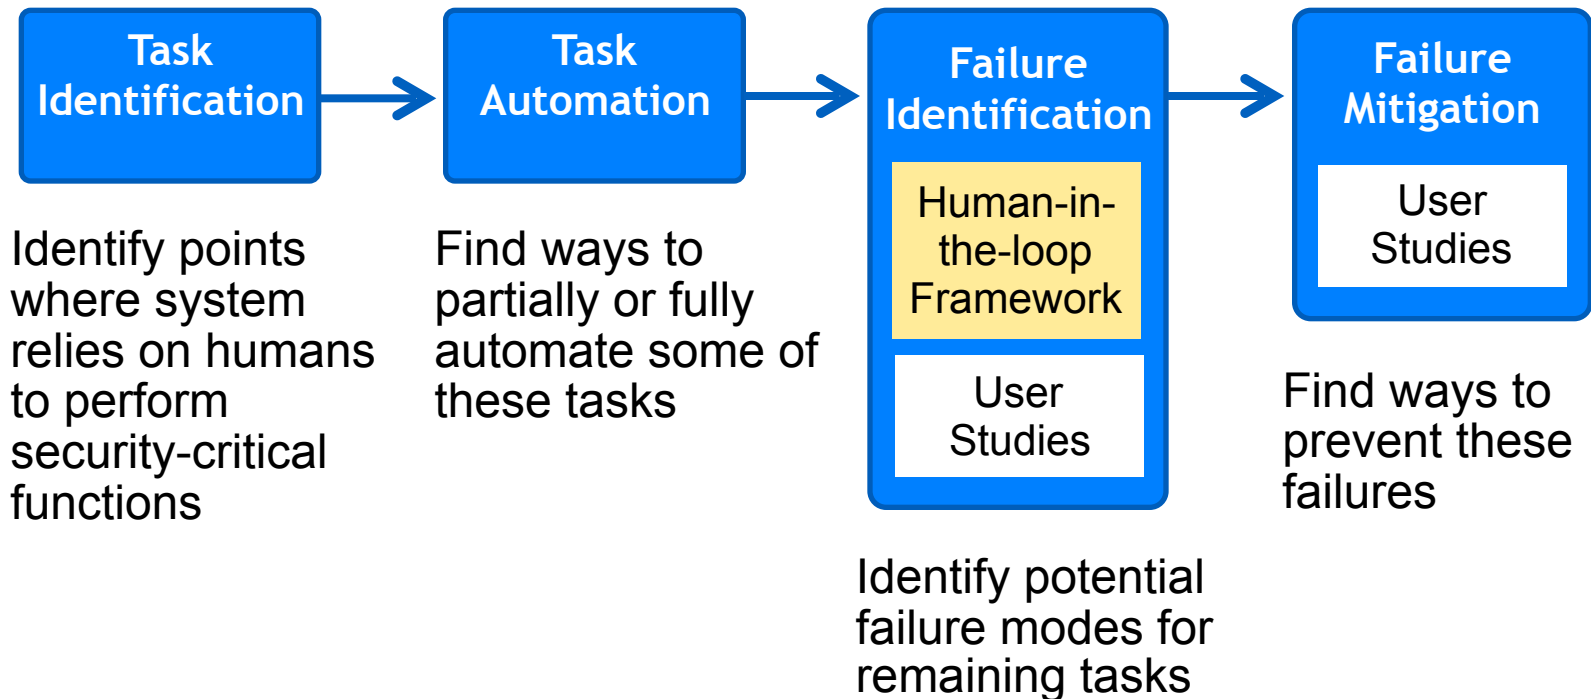 Task
Identification
Identify points
where system
relies on humans
to perform
security-critical
functions
Task
Automation
Find ways to
partially or fully
automate some of
these tasks
Failure
Identification
Human-in-
the-loop
Framework
User
Studies
Identify potential
failure modes for
remaining tasks
Failure
Mitigation
User
Studies
Find ways to
prevent these
failures